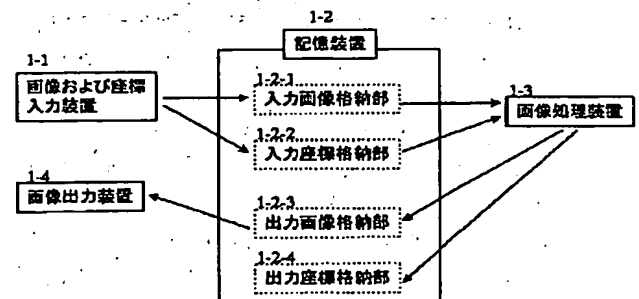 1-2
記憶装置
1-1
画像および座標
入力装置
1-2-1
入力画像格納部
1-3
画像処理装置
1-2-2
入力座標格納部
1-4
画像出力装置
1-2-3
出力画像格納部
1-2-4
出力座標格納部